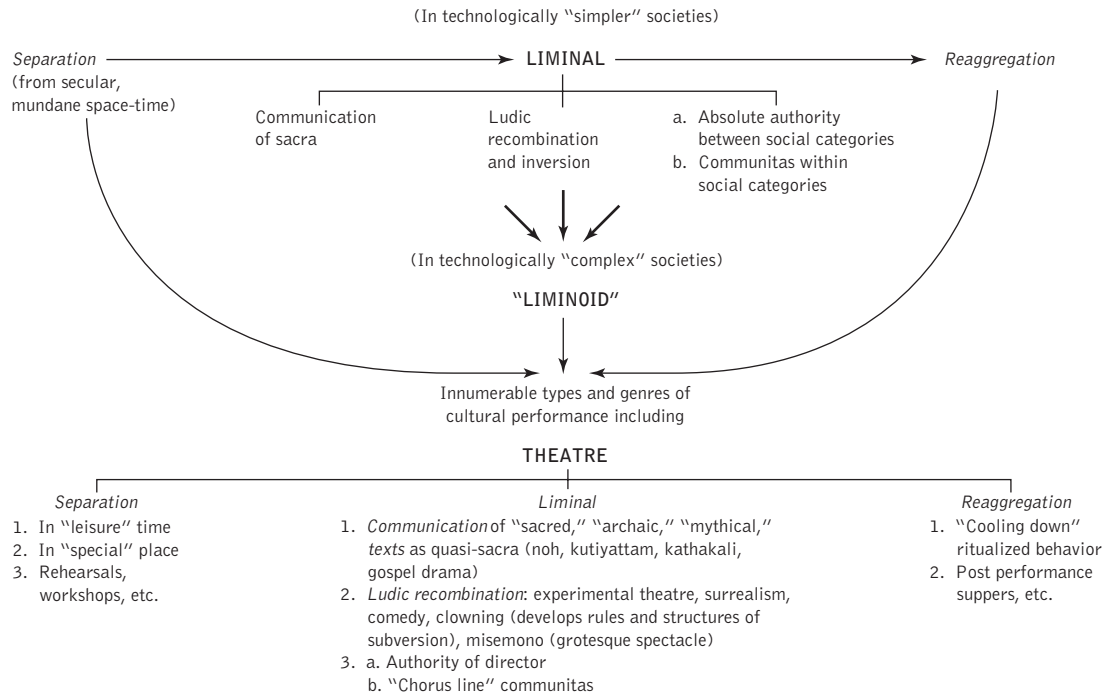 (In technologically “simpler” societies)
Separation
(from secular,
mundane space-time)
LIMINAL
Reaggregation
Communication
of sacra
Ludic
recombination
and inversion
a. Absolute authority
between social categories
b. Communitas within
social categories
(In technologically “complex” societies)
“LIMINOID”
Innumerable types and genres of
cultural performance including
THEATRE
Separation
1. In “leisure” time
2. In “special” place
3. Rehearsals,
workshops, etc.
Liminal
1. Communication of “sacred,” “archaic,” “mythical,”
texts as quasi-sacra (noh, kutiyattam, kathakali,
gospel drama)
2. Ludic recombination: experimental theatre, surrealism,
comedy, clowning (develops rules and structures of
subversion), misemono (grotesque spectacle)
3. a. Authority of director
b. “Chorus line” communitas
Reaggregation
1. “Cooling down”
ritualized behavior
2. Post performance
suppers, etc.